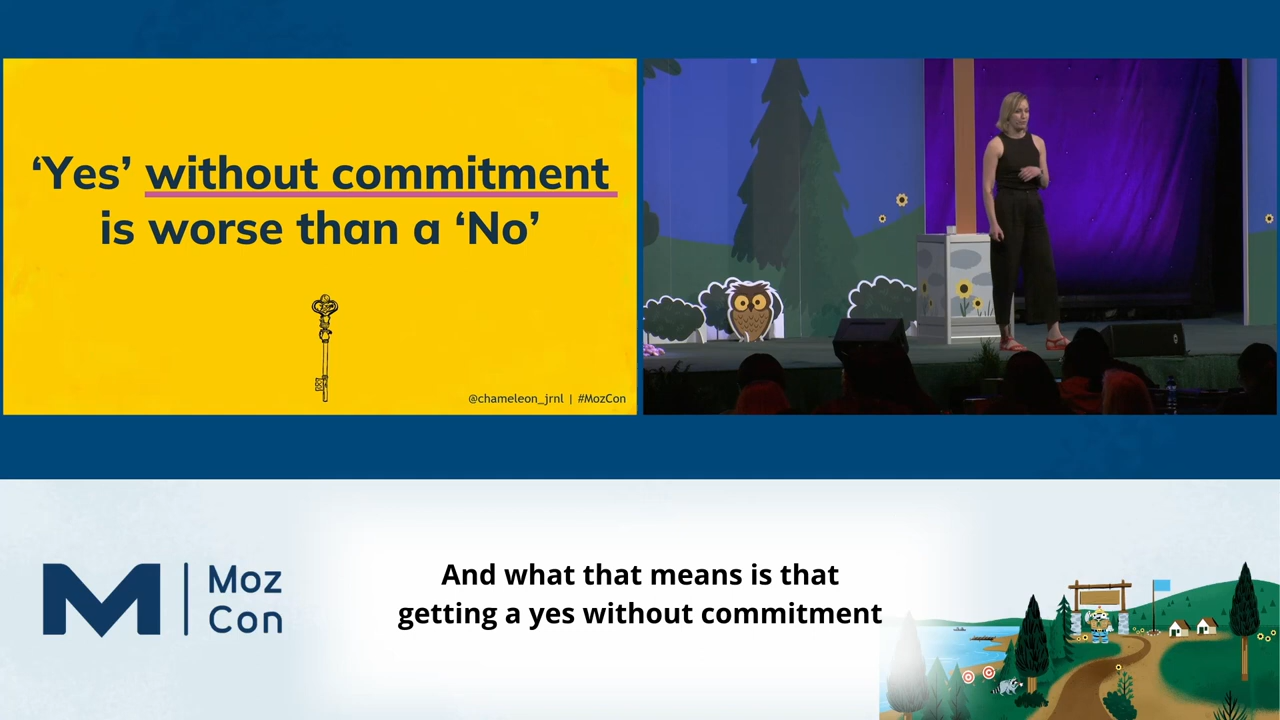 ‘Yes’ without commitment
is worse than a ‘No’
@chameleon_jrnl | #MozCon
Moz
Con
And what that means is that
getting a yes without commitment